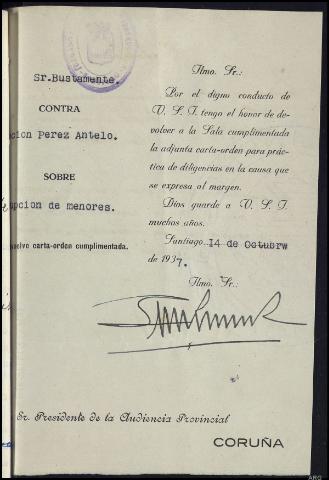 Sr.Bustamente.
CONTRA
cion Perez Antelo.
SOBRE
upcion de menores.
uelve carta-orden cumplimentada.
Ilmo. Sr.:
Por el digno conducto de
V. S. I. tengo el honor de de-
volver a la Sala cumplimentada
la adjunta carta-orden para prác-
tica de diligencias en la causa que
se expresa al margen.
Dios guarde a V. S. I.
muchos años.
Santiago 14 de Octubrw
de 1937.
Ilmo. Sr.:
Sr. Presidente de la Audiencia Provincial
CORUÑA
ARG